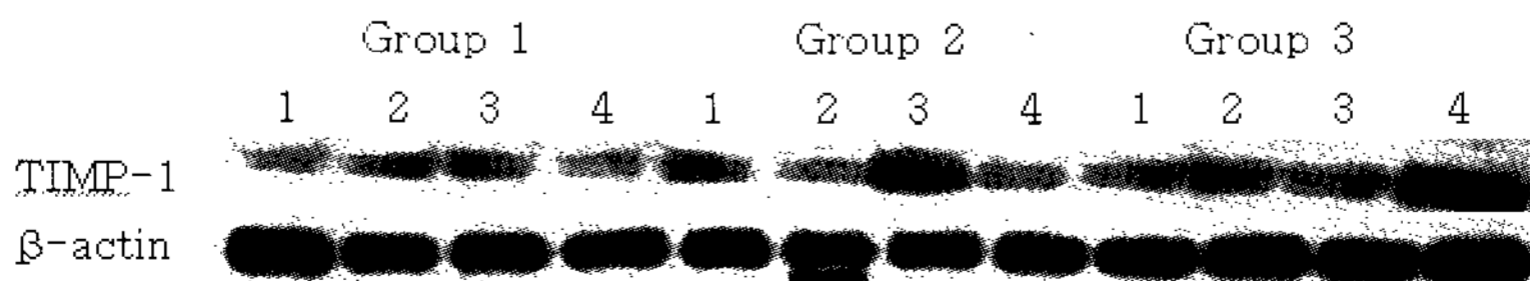 Group 1 Group 2 Group 3
1 2 3 4 1 2 3 4 1 2 3 4
TIMP-1
β-actin